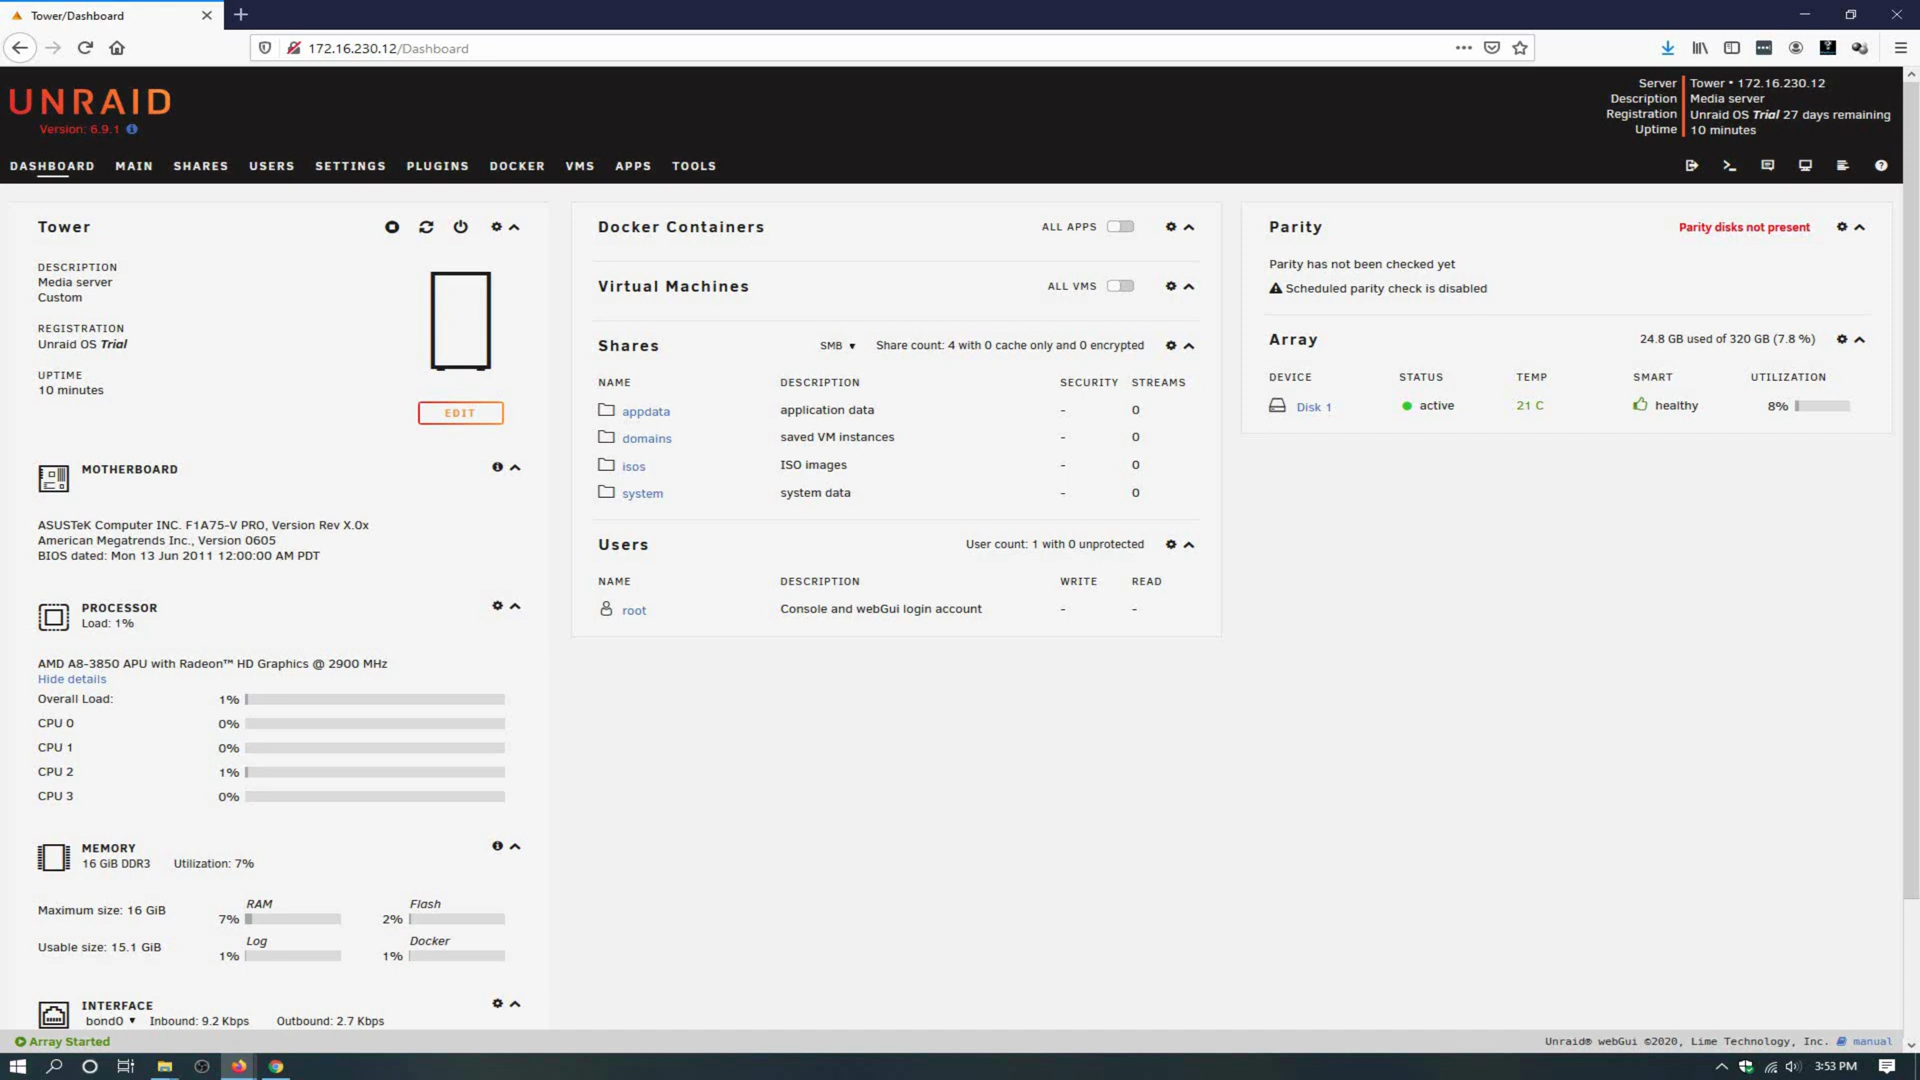 Tower/Dashboard
172.16.230.12/Dashboard
UNRAID
Version: 6.9.1
Server Tower • 172.16.230.12
Description Media server
Registration Unraid OS Trial 27 days remaining
Uptime 10 minutes
DASHBOARD MAIN SHARES USERS SETTINGS PLUGINS DOCKER VMS APPS TOOLS
Tower
DESCRIPTION
Media server
Custom
REGISTRATION
Unraid OS Trial
UPTIME
10 minutes
EDIT
MOTHERBOARD
ASUSTeK Computer INC. F1A75-V PRO, Version Rev X.0x
American Megatrends Inc., Version 0605
BIOS dated: Mon 13 Jun 2011 12:00:00 AM PDT
PROCESSOR
Load: 1%
AMD A8-3850 APU with Radeon™ HD Graphics @ 2900 MHz
Hide details
Overall Load: 1%
CPU 0 0%
CPU 1 0%
CPU 2 1%
CPU 3 0%
MEMORY
16 GiB DDR3 Utilization: 7%
RAM Flash
Maximum size: 16 GiB 7% 2%
Log Docker
Usable size: 15.1 GiB 1% 1%
INTERFACE
bond0 ▼ Inbound: 9.2 Kbps Outbound: 2.7 Kbps
Docker Containers ALL APPS
Virtual Machines ALL VMS
Shares SMB ▼ Share count: 4 with 0 cache only and 0 encrypted
NAME DESCRIPTION SECURITY STREAMS
appdata application data - 0
domains saved VM instances - 0
isos ISO images - 0
system system data - 0
Users User count: 1 with 0 unprotected
NAME DESCRIPTION WRITE READ
root Console and webGui login account - -
Parity Parity disks not present
Parity has not been checked yet
Scheduled parity check is disabled
Array 24.8 GB used of 320 GB (7.8 %)
DEVICE STATUS TEMP SMART UTILIZATION
Disk 1 active 21 C healthy 8%
Array Started
Unraid® webGui ©2020, Lime Technology, Inc. manual
3:53 PM